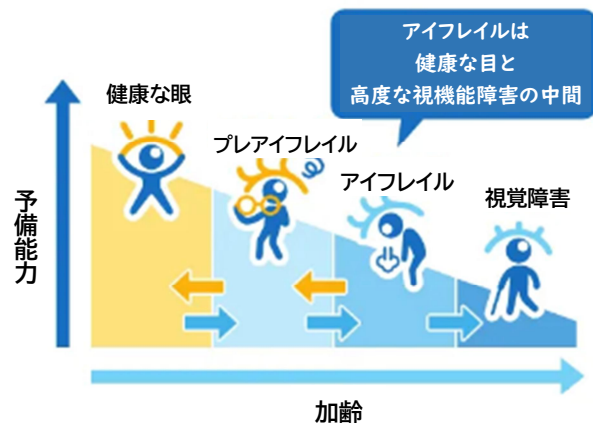 アイフレイルは
健康な目と
高度な視機能障害の中間
健康な眼
プレアイフレイル
アイフレイル
視覚障害
予備能力
加齢